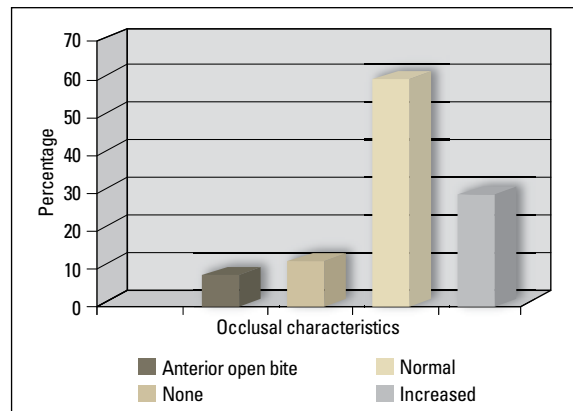 70
60
50
40
30
20
10
0
Percentage
Occlusal characteristics
Anterior open bite
Normal
None
Increased